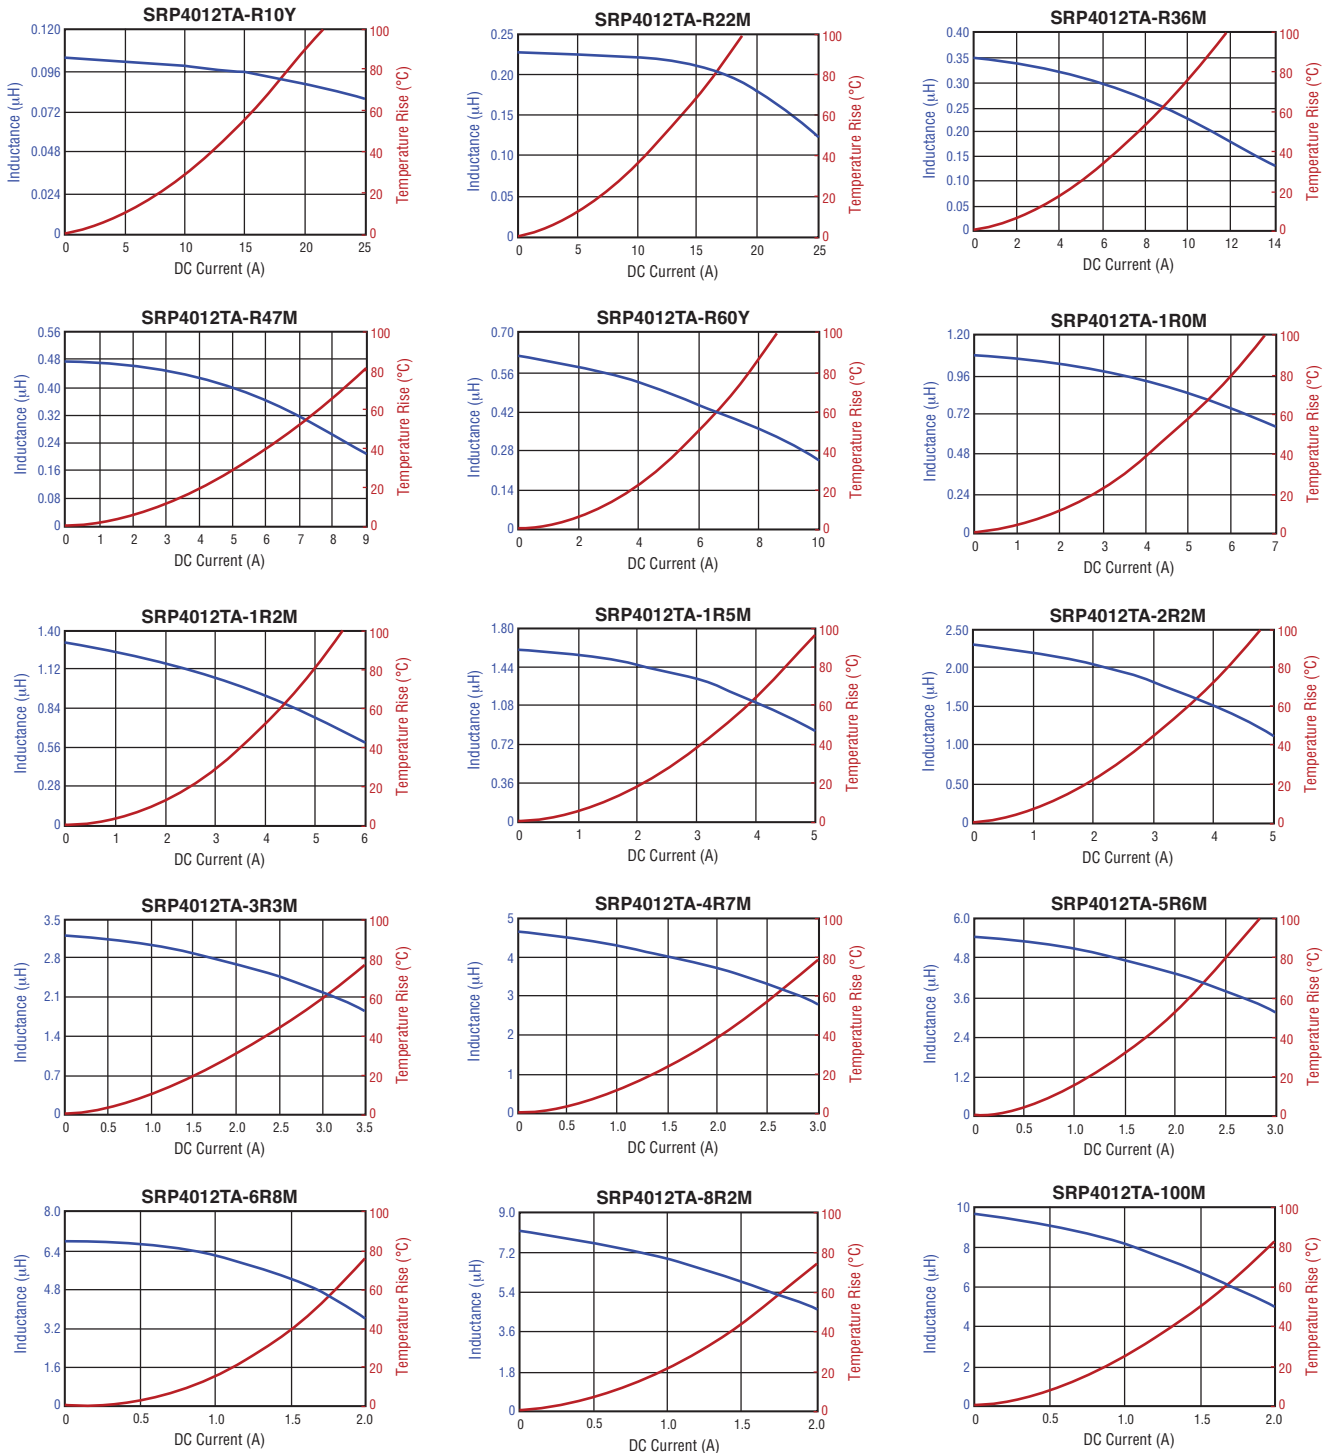 SRP4012TA-R10Y
0.120
0.096
0.072
0.048
0.024
0
Inductance (μH)
100
80
60
40
20
0
Temperature Rise (°C)
0 5 10 15 20 25
DC Current (A)
SRP4012TA-R22M
0.25
0.20
0.15
0.10
0.05
0
Inductance (μH)
100
80
60
40
20
0
Temperature Rise (°C)
0 5 10 15 20 25
DC Current (A)
SRP4012TA-R36M
0.40
0.35
0.30
0.25
0.20
0.15
0.10
0.05
0
Inductance (μH)
100
80
60
40
20
0
Temperature Rise (°C)
0 2 4 6 8 10 12 14
DC Current (A)
SRP4012TA-R47M
0.56
0.48
0.40
0.32
0.24
0.16
0.08
0
Inductance (μH)
100
80
60
40
20
0
Temperature Rise (°C)
0 1 2 3 4 5 6 7 8 9
DC Current (A)
SRP4012TA-R60Y
0.70
0.56
0.42
0.28
0.14
0
Inductance (μH)
100
80
60
40
20
0
Temperature Rise (°C)
0 2 4 6 8 10
DC Current (A)
SRP4012TA-1R0M
1.20
0.96
0.72
0.48
0.24
0
Inductance (μH)
100
80
60
40
20
0
Temperature Rise (°C)
0 1 2 3 4 5 6 7
DC Current (A)
SRP4012TA-1R2M
1.40
1.12
0.84
0.56
0.28
0
Inductance (μH)
100
80
60
40
20
0
Temperature Rise (°C)
0 1 2 3 4 5 6
DC Current (A)
SRP4012TA-1R5M
1.80
1.44
1.08
0.72
0.36
0
Inductance (μH)
100
80
60
40
20
0
Temperature Rise (°C)
0 1 2 3 4 5
DC Current (A)
SRP4012TA-2R2M
2.50
2.00
1.50
1.00
0.50
0
Inductance (μH)
100
80
60
40
20
0
Temperature Rise (°C)
0 1 2 3 4 5
DC Current (A)
SRP4012TA-3R3M
3.5
2.8
2.1
1.4
0.7
0
Inductance (μH)
100
80
60
40
20
0
Temperature Rise (°C)
0 0.5 1.0 1.5 2.0 2.5 3.0 3.5
DC Current (A)
SRP4012TA-4R7M
5
4
3
2
1
0
Inductance (μH)
100
80
60
40
20
0
Temperature Rise (°C)
0 0.5 1.0 1.5 2.0 2.5 3.0
DC Current (A)
SRP4012TA-5R6M
6.0
4.8
3.6
2.4
1.2
0
Inductance (μH)
100
80
60
40
20
0
Temperature Rise (°C)
0 0.5 1.0 1.5 2.0 2.5 3.0
DC Current (A)
SRP4012TA-6R8M
8.0
6.4
4.8
3.2
1.6
0
Inductance (μH)
100
80
60
40
20
0
Temperature Rise (°C)
0 0.5 1.0 1.5 2.0
DC Current (A)
SRP4012TA-8R2M
9.0
7.2
5.4
3.6
1.8
0
Inductance (μH)
100
80
60
40
20
0
Temperature Rise (°C)
0 0.5 1.0 1.5 2.0
DC Current (A)
SRP4012TA-100M
10
8
6
4
2
0
Inductance (μH)
100
80
60
40
20
0
Temperature Rise (°C)
0 0.5 1.0 1.5 2.0
DC Current (A)